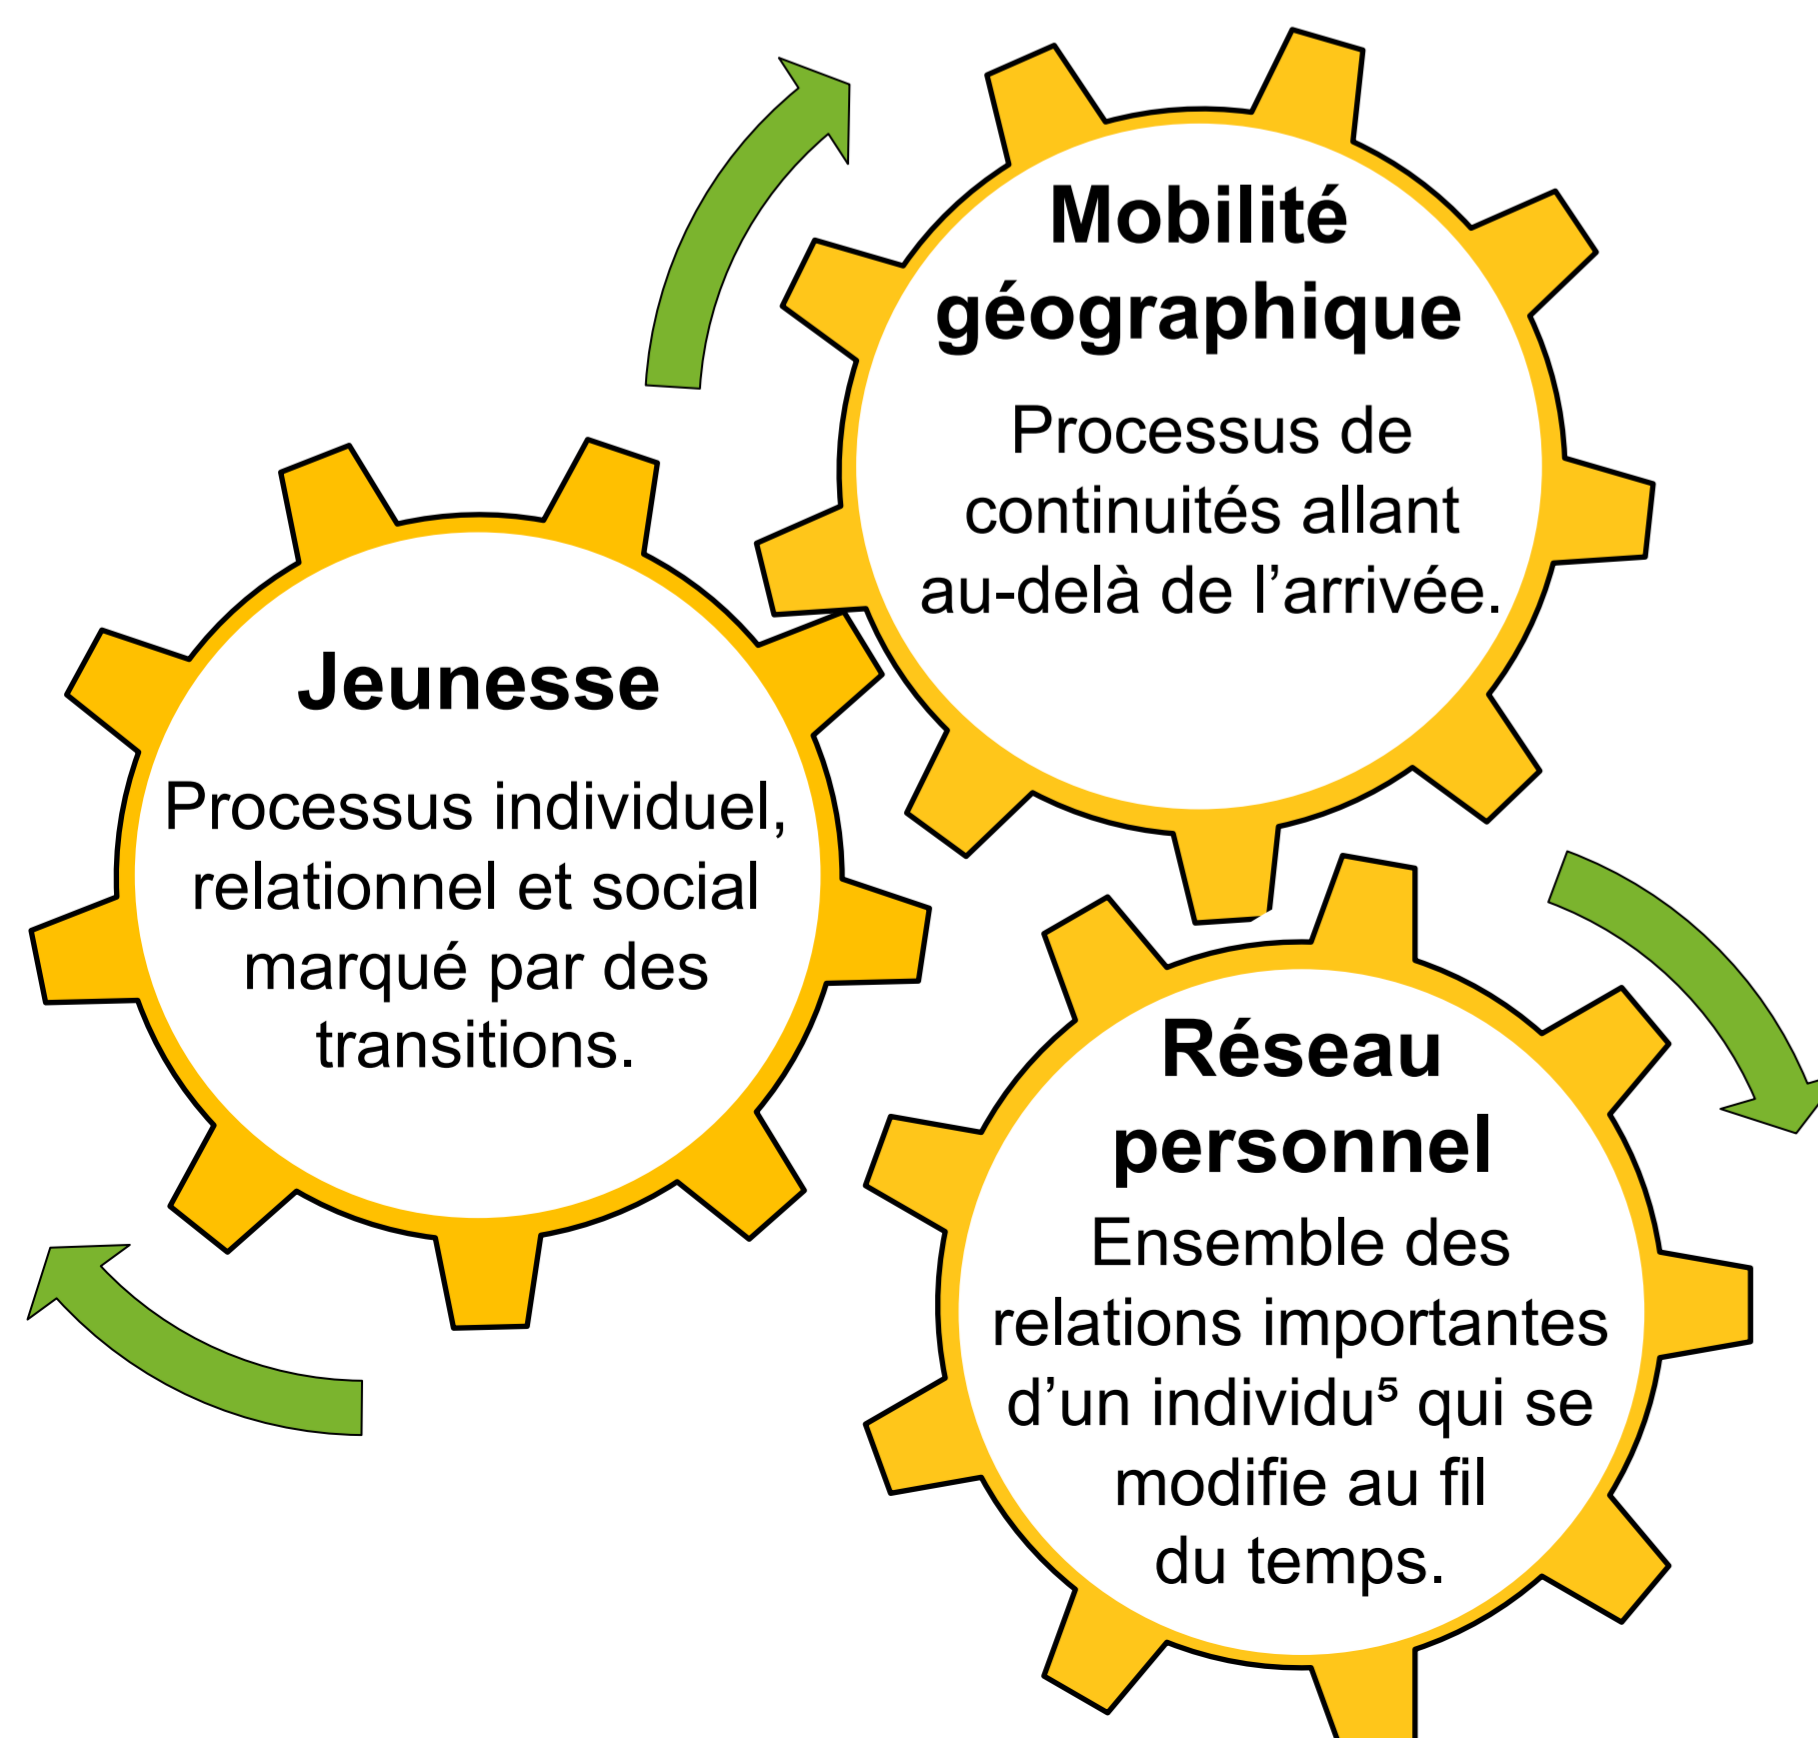 Mobilité
géographique
Processus de
continuités allant
au-delà de l’arrivée.
Jeunesse
Processus individuel,
relationnel et social
marqué par des
transitions.
Réseau
personnel
Ensemble des
relations importantes
d’un individu⁵ qui se
modifie au fil
du temps.